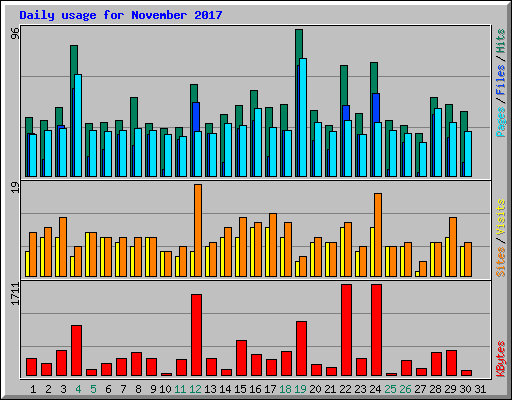 Daily usage for November 2017
96
Pages / Files / Hits
19
Sites / Visits
1711
KBytes
1 2 3 4 5 6 7 8 9 10 11 12 13 14 15 16 17 18 19 20 21 22 23 24 25 26 27 28 29 30 31